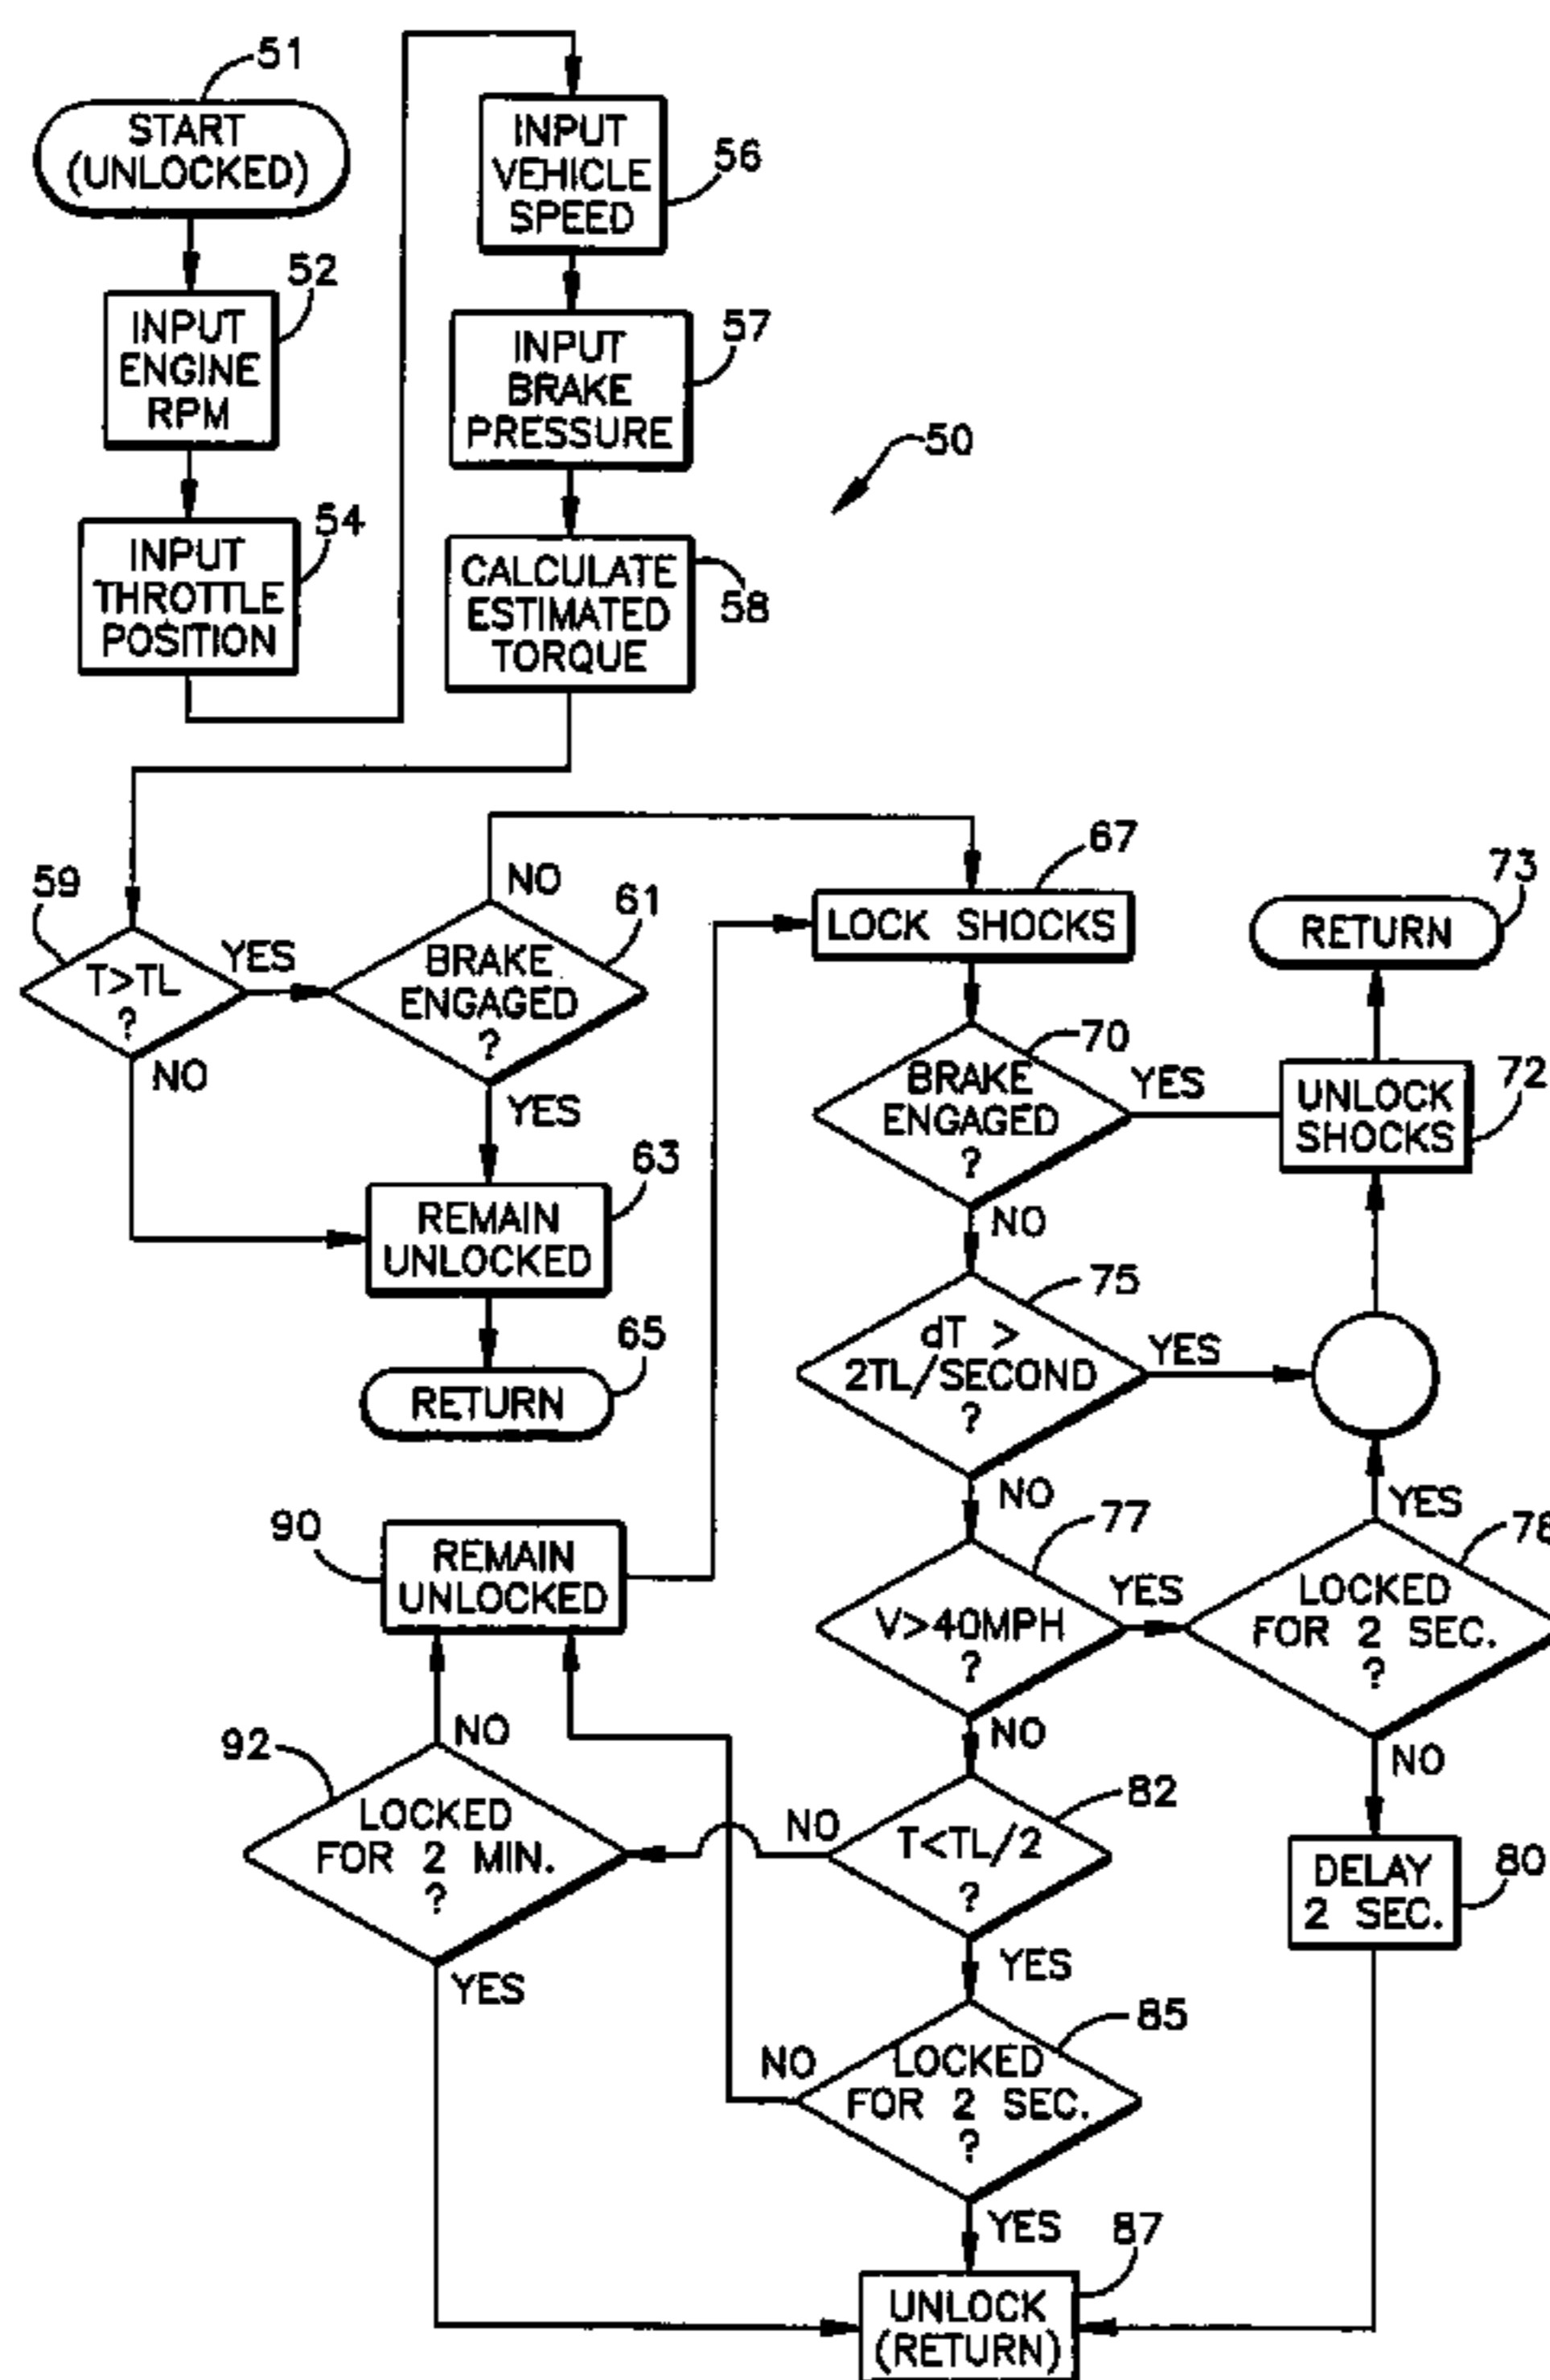 51
START
(UNLOCKED)
52
INPUT
ENGINE
RPM
54
INPUT
THROTTLE
POSITION
INPUT
VEHICLE
SPEED
56
INPUT
BRAKE
PRESSURE
57
50
CALCULATE
ESTIMATED
TORQUE
58
59
T>TL
?
YES
NO
61
BRAKE
ENGAGED
?
NO
YES
63
REMAIN
UNLOCKED
65
RETURN
67
LOCK SHOCKS
73
RETURN
70
BRAKE
ENGAGED
?
YES
NO
72
UNLOCK
SHOCKS
75
dT >
2TL/SECOND
?
YES
NO
77
V>40MPH
?
YES
NO
YES
78
LOCKED
FOR 2 SEC.
?
NO
80
DELAY
2 SEC.
90
REMAIN
UNLOCKED
92
NO
LOCKED
FOR 2 MIN.
?
YES
82
NO
T<TL/2
?
YES
85
NO
LOCKED
FOR 2 SEC.
?
YES
87
UNLOCK
(RETURN)